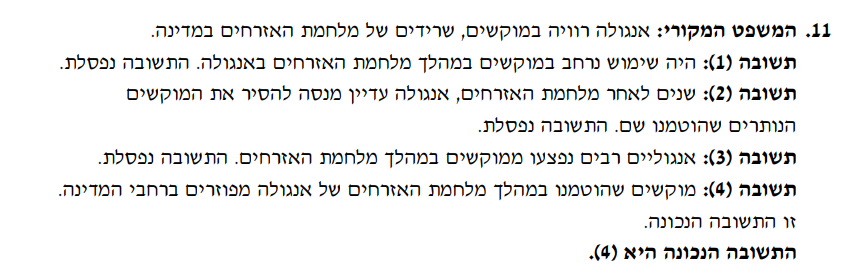 11. המשפט המקורי: אנגולה רוויה במוקשים, שרידים של מלחמת האזרחים במדינה.
תשובה (1): היה שימוש נרחב במוקשים במהלך מלחמת האזרחים באנגולה. התשובה נפסלת.
תשובה (2): שנים לאחר מלחמת האזרחים, אנגולה עדיין מנסה להסיר את המוקשים
הנותרים שהוטמנו שם. התשובה נפסלת.
תשובה (3): אנגוליים רבים נפצעו ממוקשים במהלך מלחמת האזרחים. התשובה נפסלת.
תשובה (4): מוקשים שהוטמנו במהלך מלחמת האזרחים של אנגולה מפוזרים ברחבי המדינה.
זו התשובה הנכונה.
התשובה הנכונה היא (4).